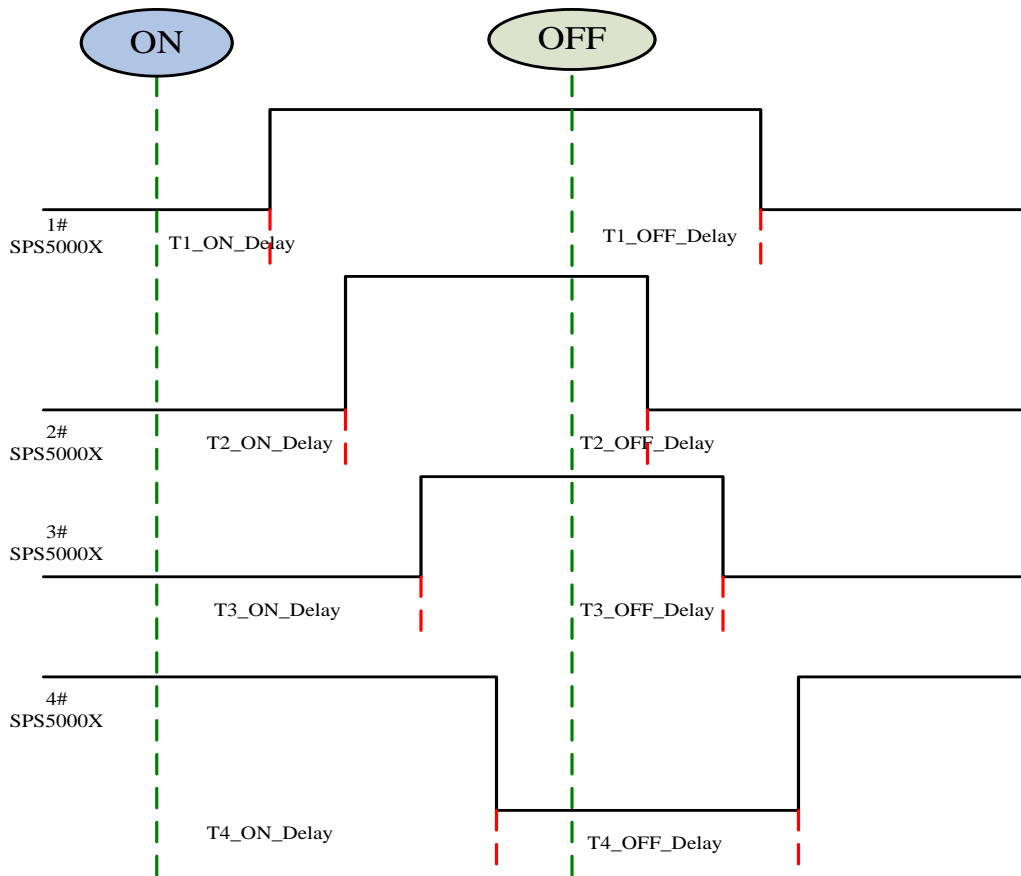 ON
OFF
1#
SPS5000X
T1_ON_Delay
T1_OFF_Delay
2#
SPS5000X
T2_ON_Delay
T2_OFF_Delay
3#
SPS5000X
T3_ON_Delay
T3_OFF_Delay
4#
SPS5000X
T4_ON_Delay
T4_OFF_Delay